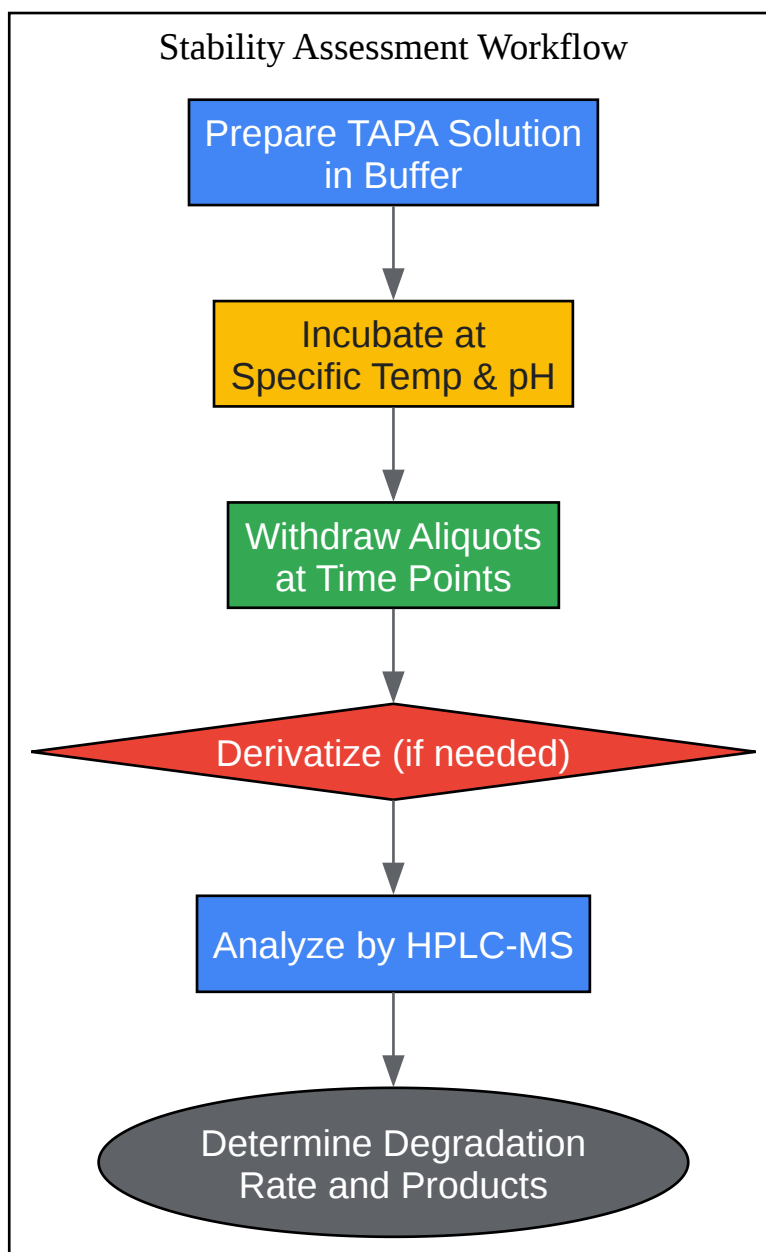 Stability Assessment Workflow
Prepare TAPA Solution
in Buffer
Incubate at
Specific Temp & pH
Withdraw Aliquots
at Time Points
Derivatize (if needed)
Analyze by HPLC-MS
Determine Degradation
Rate and Products